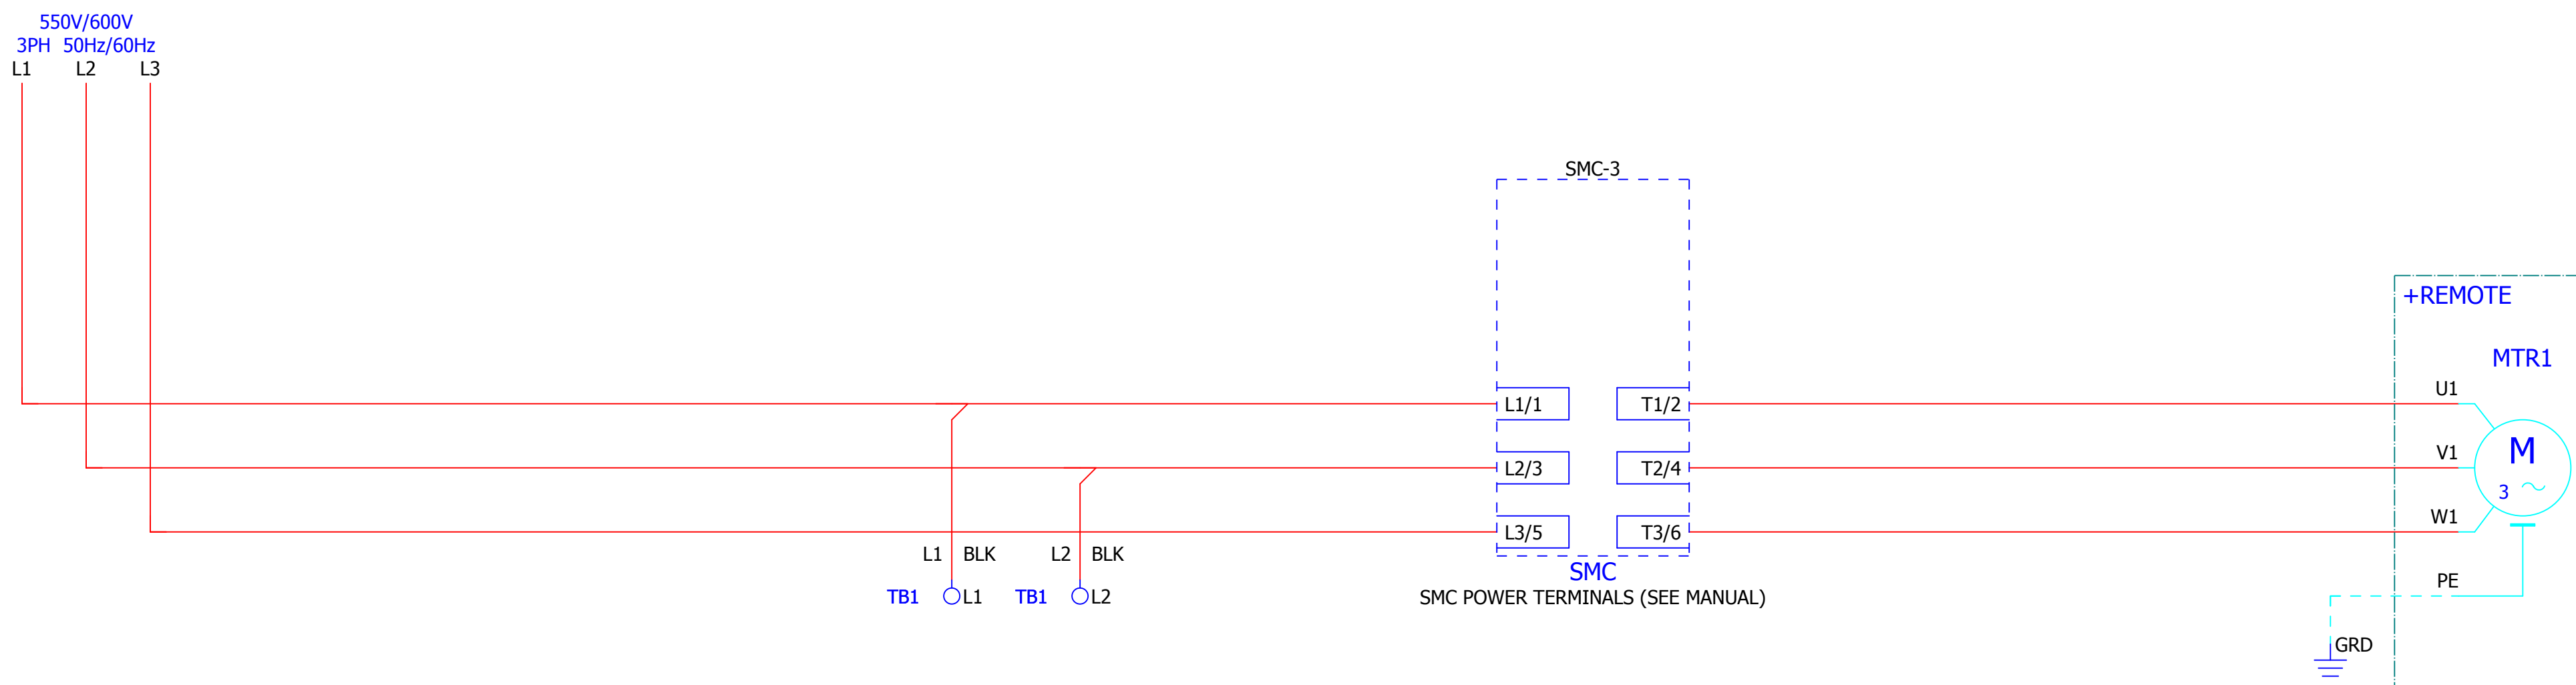 550V/600V
3PH 50Hz/60Hz
L1 L2 L3
SMC-3
+REMOTE
MTR1
U1
L1/1 T1/2
V1
M
3
L2/3 T2/4
W1
L3/5 T3/6
L1 BLK L2 BLK
SMC
PE
TB1 L1 TB1 L2
SMC POWER TERMINALS (SEE MANUAL)
GRD